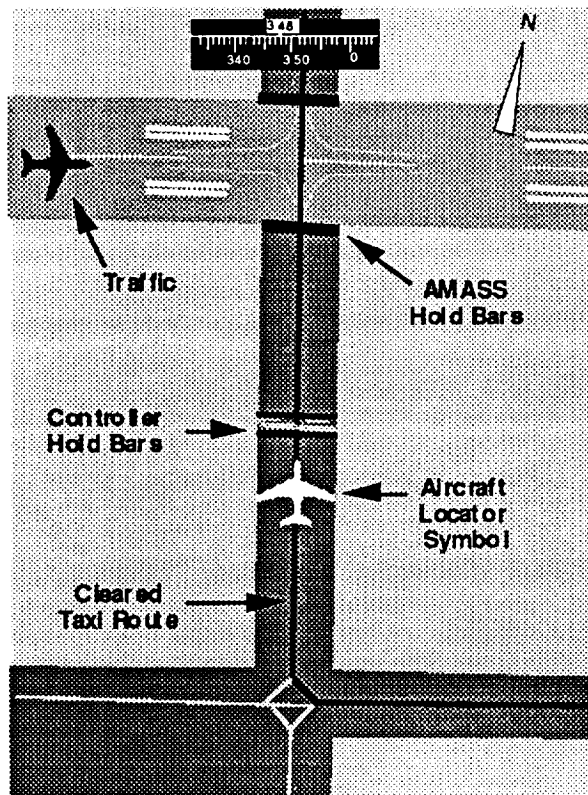 348
340 350 0
N
Traffic
AMASS
Hold Bars
Controller
Hold Bars
Aircraft
Locator
Symbol
Cleared
Taxi Route